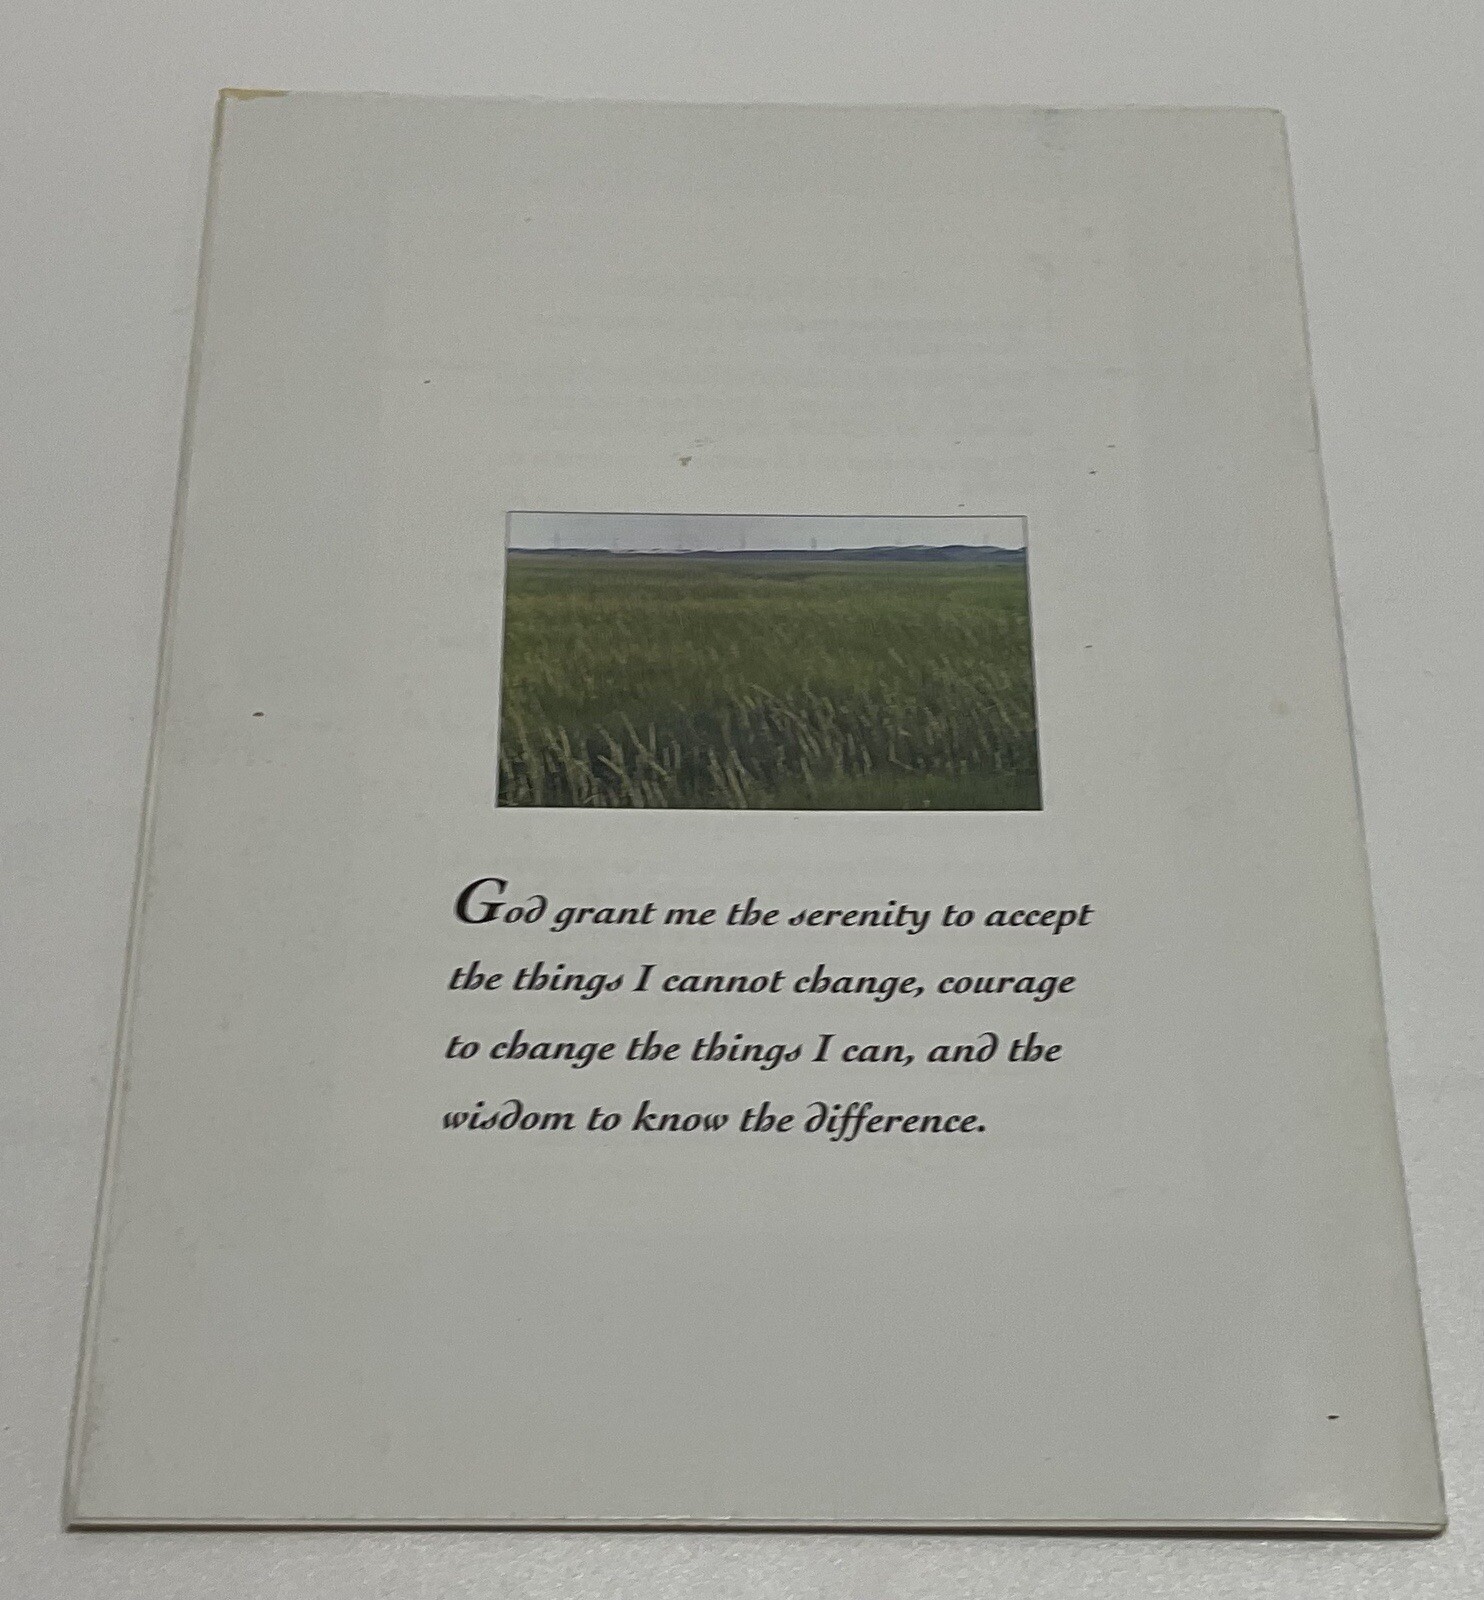 God grant me the serenity to accept
the things I cannot change, courage
to change the things I can, and the
wisdom to know the difference.